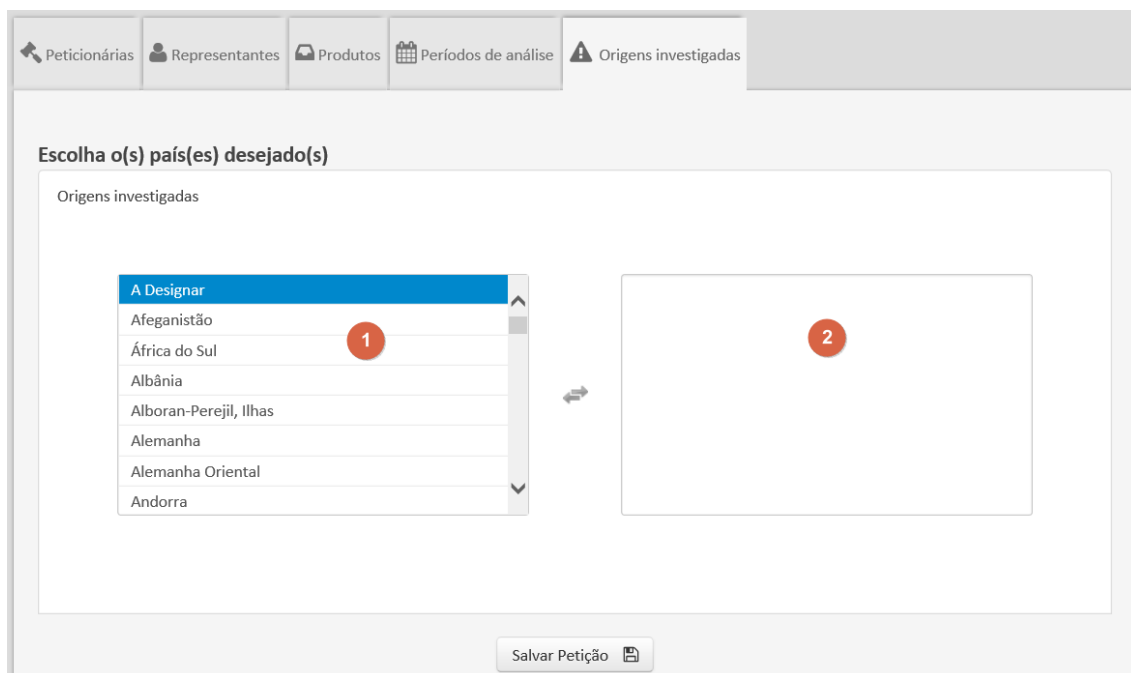 Peticionárias Representantes Produtos Períodos de análise Origens investigadas
Escolha o(s) país(es) desejado(s)
Origens investigadas
A Designar
Afeganistão
África do Sul
Albânia
Alboran-Perejil, Ilhas
Alemanha
Alemanha Oriental
Andorra
1
2
Salvar Petição